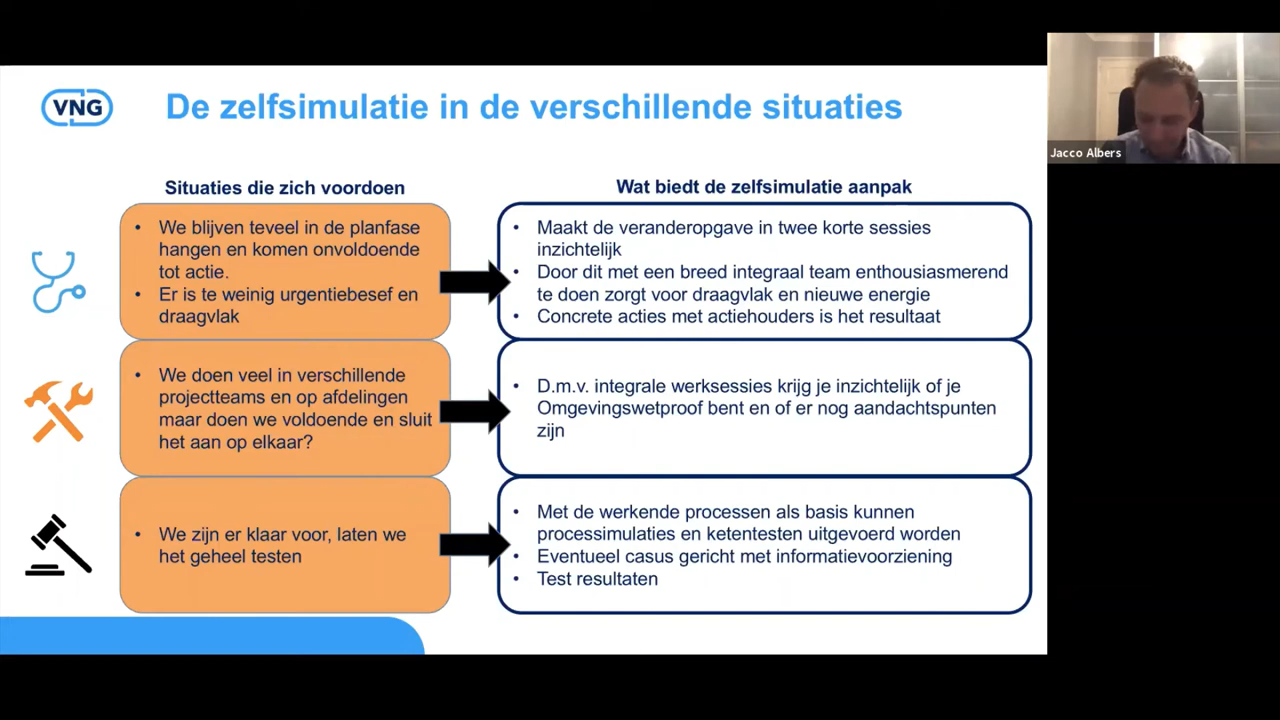 VNG
De zelfsimulatie in de verschillende situaties
Jacco Albers
Situaties die zich voordoen
Wat biedt de zelfsimulatie aanpak
• We blijven teveel in de planfase
hangen en komen onvoldoende
tot actie.
• Er is te weinig urgentiebesef en
draagvlak
• Maakt de veranderopgave in twee korte sessies
inzichtelijk
• Door dit met een breed integraal team enthousiasmerend
te doen zorgt voor draagvlak en nieuwe energie
• Concrete acties met actiehouders is het resultaat
• We doen veel in verschillende
projectteams en op afdelingen
maar doen we voldoende en sluit
het aan op elkaar?
• D.m.v. integrale werksessies krijg je inzichtelijk of je
Omgevingswetproof bent en of er nog aandachtspunten
zijn
• We zijn er klaar voor, laten we
het geheel testen
• Met de werkende processen als basis kunnen
processimulaties en ketentesten uitgevoerd worden
• Eventueel casus gericht met informatievoorziening
• Test resultaten